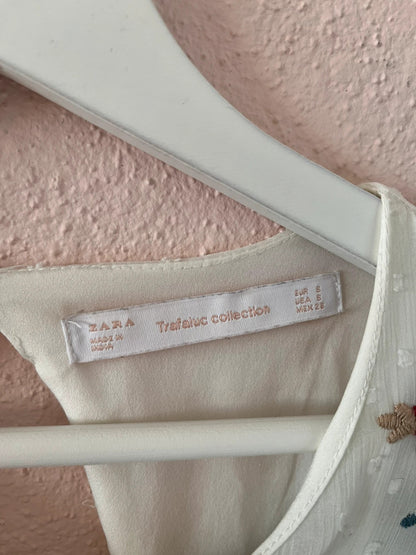 ZARA
MADE IN
INDIA
Trafaluc collection
EUR S
USA S
MEX 26